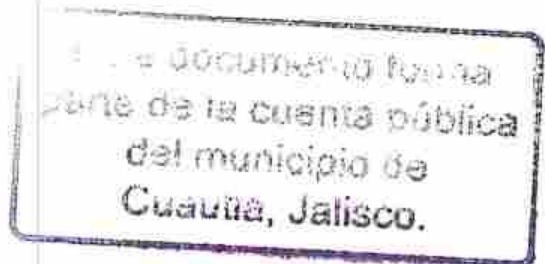 documento forma
parte de la cuenta pública
del municipio de
Cuautla, Jalisco.